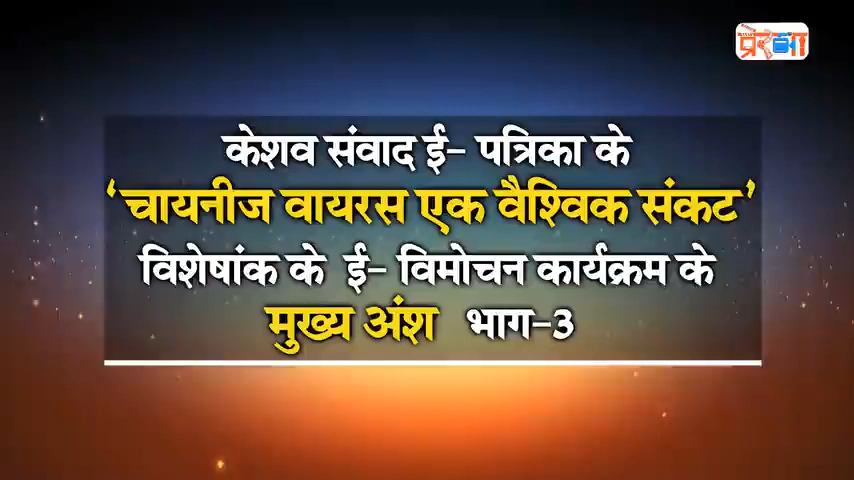 प्रेरणा
केशव संवाद ई- पत्रिका के
‘चायनीज वायरस एक वैश्विक संकट’
विशेषांक के ई- विमोचन कार्यक्रम के
मुख्य अंश भाग-3